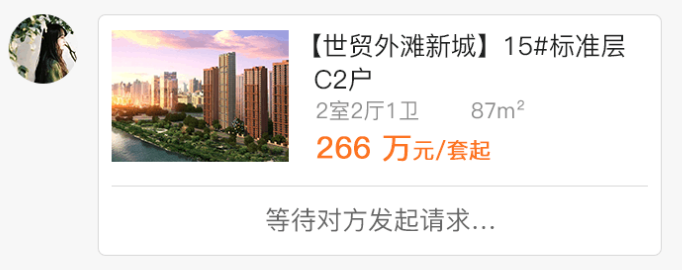 【世贸外滩新城】15#标准层
C2户
2室2厅1卫 87m²
266 万元/套起
等待对方发起请求...